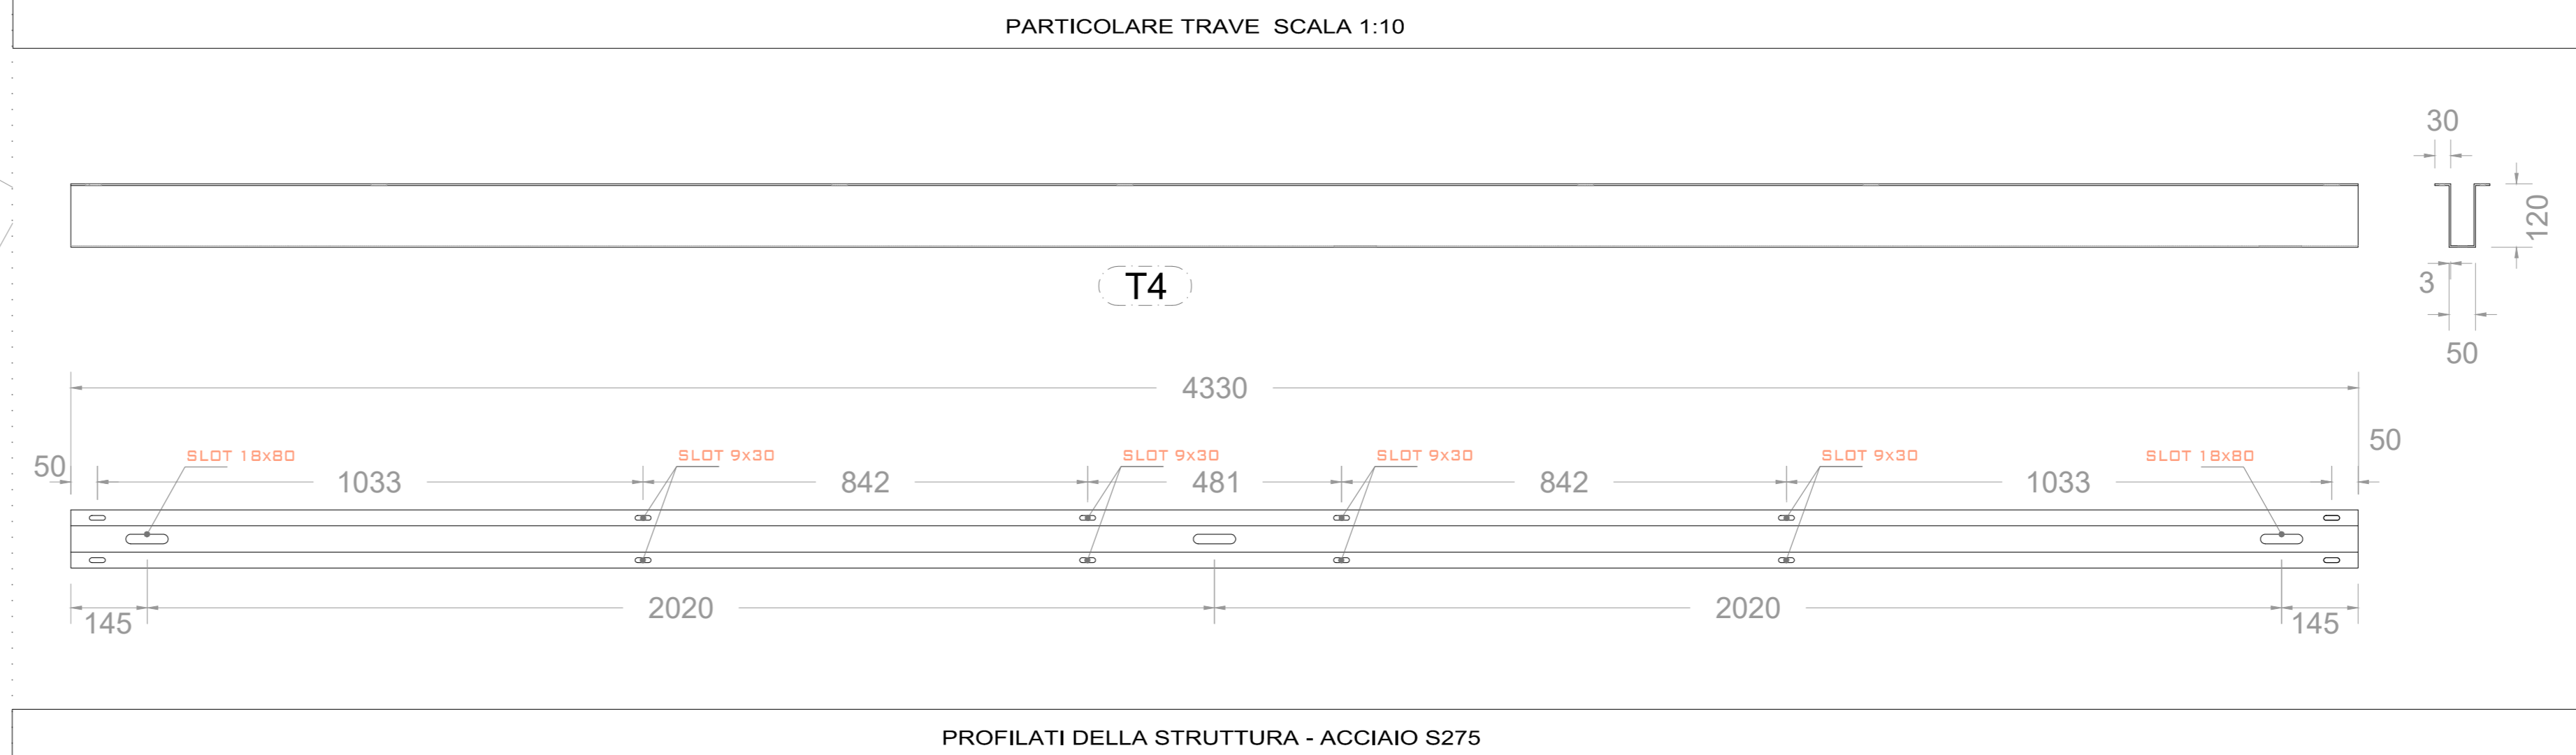 PARTICOLARE TRAVE SCALA 1:10
30
120
3
50
T4
4330
50
SLOT 18x80
SLOT 9x30
SLOT 9x30
SLOT 9x30
SLOT 9x30
SLOT 18x80
50
1033
842
481
842
1033
145
2020
2020
145
PROFILATI DELLA STRUTTURA - ACCIAIO S275